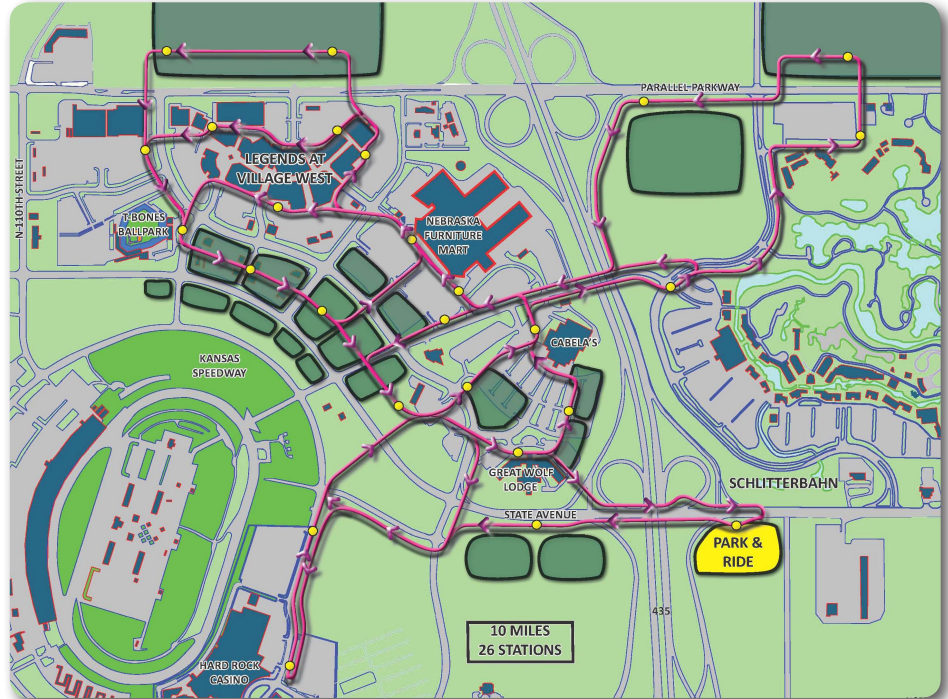 PARALLEL PARKWAY
N-110TH STREET
LEGENDS AT
VILLAGE WEST
T-BONES
BALLPARK
NEBRASKA
FURNITURE
MART
CABELA'S
KANSAS
SPEEDWAY
GREAT WOLF
LODGE
SCHLITTERBAHN
STATE AVENUE
PARK &
RIDE
435
10 MILES
26 STATIONS
HARD ROCK
CASINO